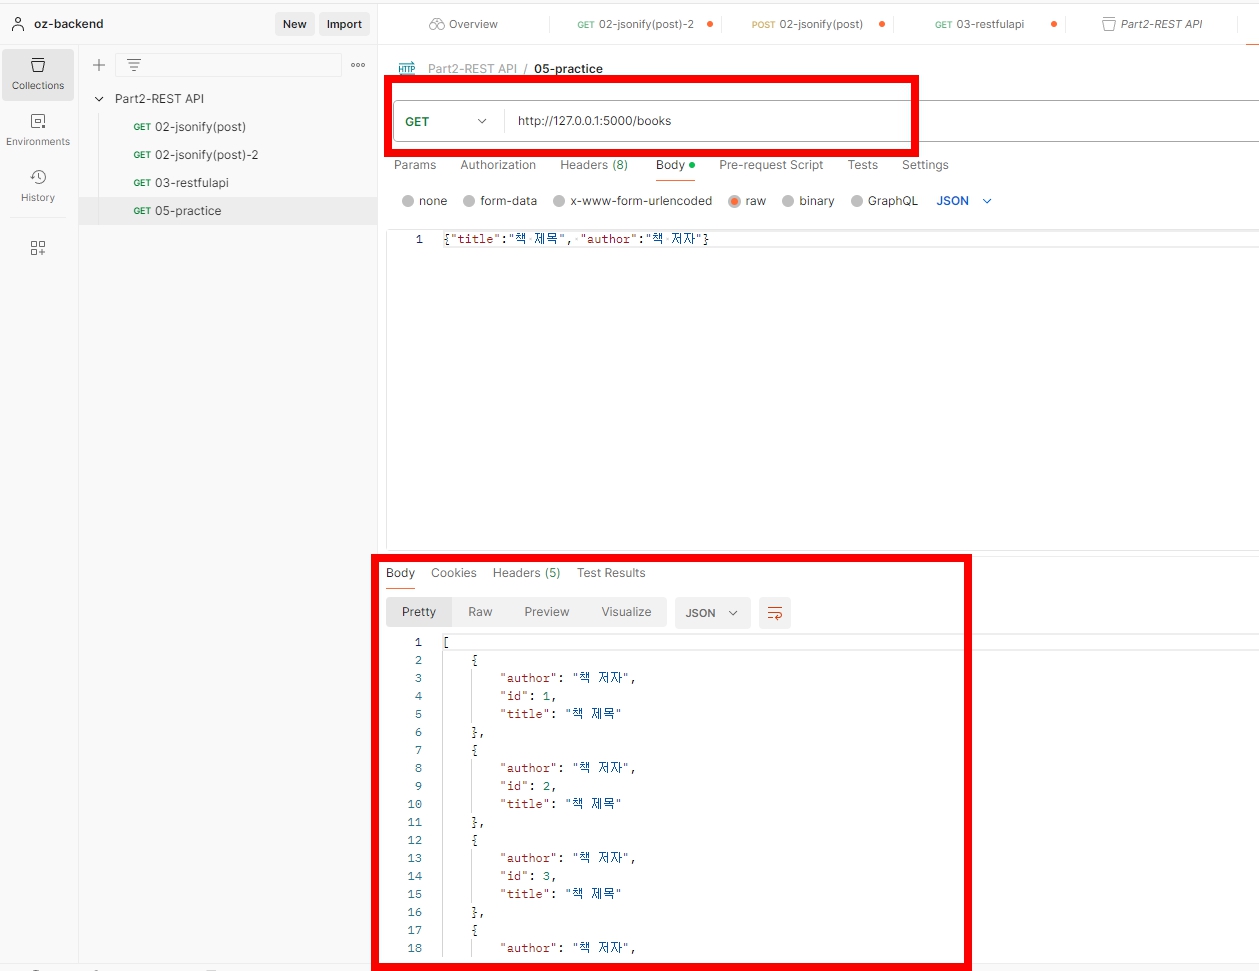 oz-backend
New
Import
Overview
GET 02-jsonify(post)-2
POST 02-jsonify(post)
GET 03-restfulapi
Part2-REST API
Collections
Environments
History
Part2-REST API
GET 02-jsonify(post)
GET 02-jsonify(post)-2
GET 03-restfulapi
GET 05-practice
HTTP Part2-REST API / 05-practice
GET http://127.0.0.1:5000/books
Params Authorization Headers (8) Body Pre-request Script Tests Settings
none form-data x-www-form-urlencoded raw binary GraphQL JSON
1 {"title":"책 제목", "author":"책 저자"}
Body Cookies Headers (5) Test Results
Pretty Raw Preview Visualize JSON
1 [
2 {
3 "author": "책 저자",
4 "id": 1,
5 "title": "책 제목"
6 },
7 {
8 "author": "책 저자",
9 "id": 2,
10 "title": "책 제목"
11 },
12 {
13 "author": "책 저자",
14 "id": 3,
15 "title": "책 제목"
16 },
17 {
18 "author": "책 저자",